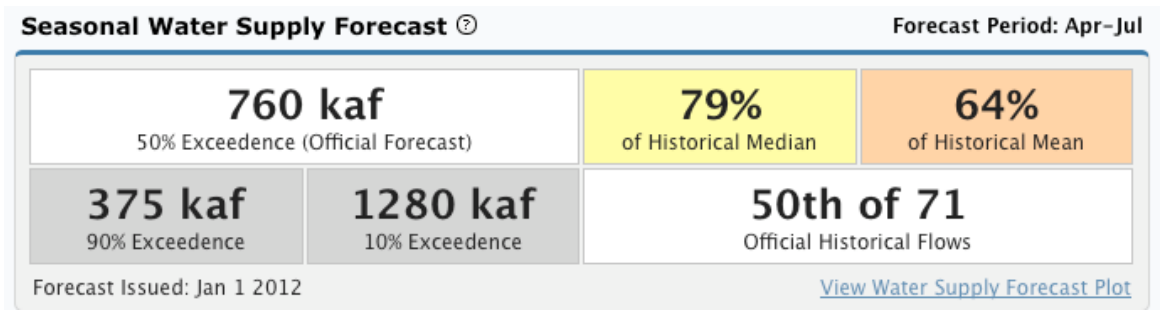 Seasonal Water Supply Forecast ?
Forecast Period: Apr-Jul
760 kaf
50% Exceedence (Official Forecast)
79%
of Historical Median
64%
of Historical Mean
375 kaf
90% Exceedence
1280 kaf
10% Exceedence
50th of 71
Official Historical Flows
Forecast Issued: Jan 1 2012
View Water Supply Forecast Plot